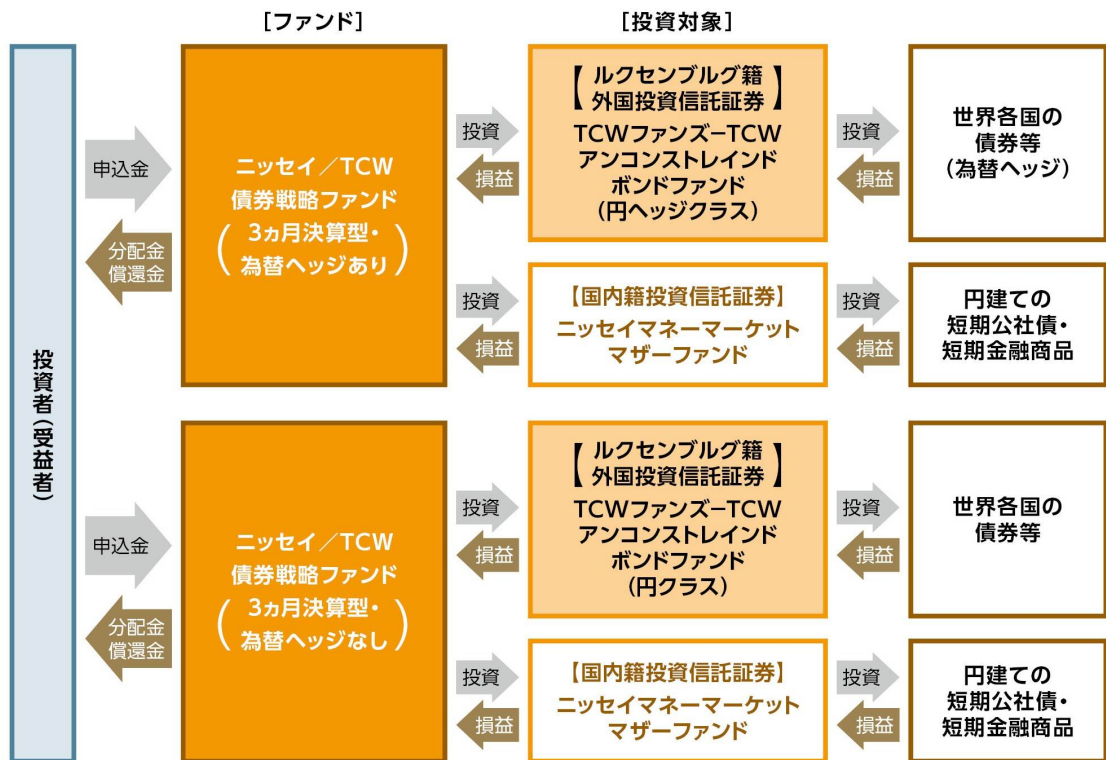 [ファンド]
[投資対象]
投資者(受益者)
申込金
分配金
償還金
ニッセイ／TCW
債券戦略ファンド
(3ヵ月決算型・
為替ヘッジあり)
投資
損益
【ルクセンブルグ籍
外国投資信託証券】
TCWファンズ−TCW
アンコンストレインド
ボンドファンド
(円ヘッジクラス)
投資
損益
世界各国の
債券等
(為替ヘッジ)
投資
損益
【国内籍投資信託証券】
ニッセイマネーマーケット
マザーファンド
投資
損益
円建ての
短期公社債・
短期金融商品
申込金
分配金
償還金
ニッセイ／TCW
債券戦略ファンド
(3ヵ月決算型・
為替ヘッジなし)
投資
損益
【ルクセンブルグ籍
外国投資信託証券】
TCWファンズ−TCW
アンコンストレインド
ボンドファンド
(円クラス)
投資
損益
世界各国の
債券等
投資
損益
【国内籍投資信託証券】
ニッセイマネーマーケット
マザーファンド
投資
損益
円建ての
短期公社債・
短期金融商品